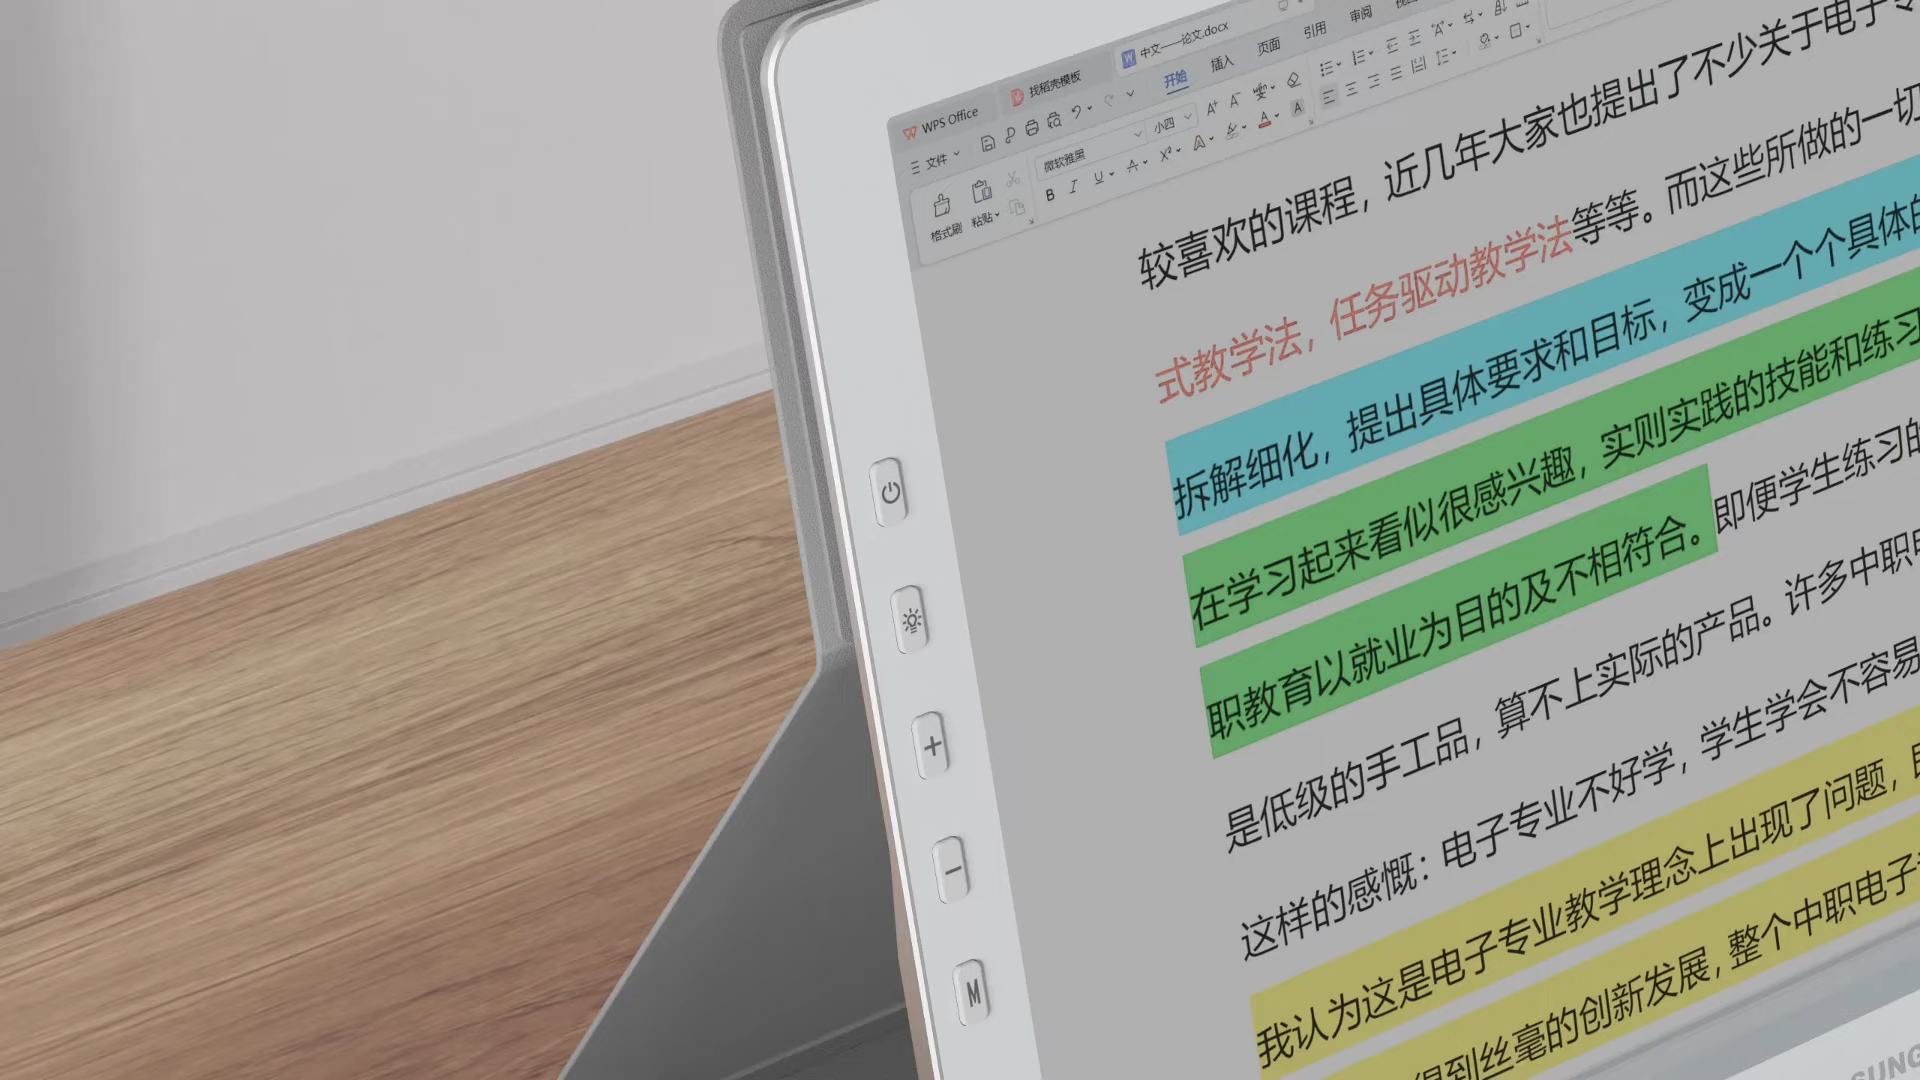 WPS Office
找稻壳模板
中文——论文.docx
文件
开始
插入
页面
引用
审阅
格式刷
粘贴
微软雅黑
小四
较喜欢的课程，近几年大家也提出了不少关于电子专
式教学法，任务驱动教学法等等。而这些所做的一切
拆解细化，提出具体要求和目标，变成一个个具体的
在学习起来看似很感兴趣，实则实践的技能和练习
职教育以就业为目的及不相符合。即便学生练习的
是低级的手工品，算不上实际的产品。许多中职电
这样的感慨：电子专业不好学，学生学会不容易
我认为这是电子专业教学理念上出现了问题，
得到丝毫的创新发展，整个中职电子
M
SUNG